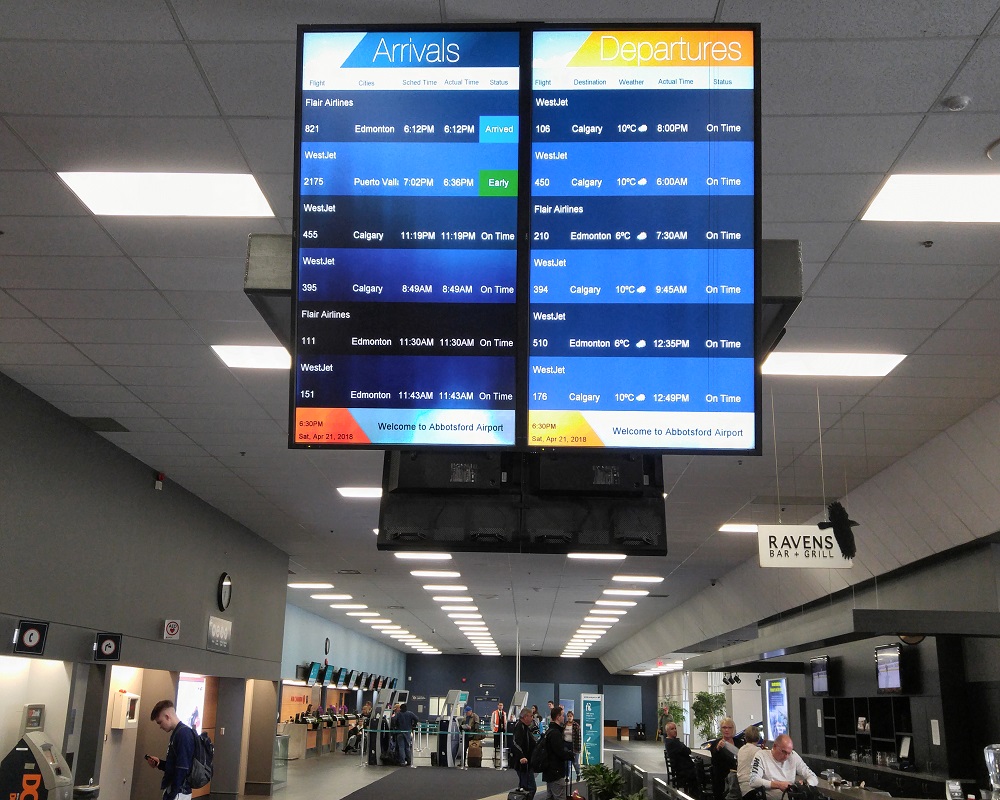 Arrivals
Flight Cities Sched Time Actual Time Status
Flair Airlines
821 Edmonton 6:12PM 6:12PM Arrived
WestJet
2175 Puerto Valla 7:02PM 6:36PM Early
WestJet
455 Calgary 11:19PM 11:19PM On Time
WestJet
395 Calgary 8:49AM 8:49AM On Time
Flair Airlines
111 Edmonton 11:30AM 11:30AM On Time
WestJet
151 Edmonton 11:43AM 11:43AM On Time
6:30PM
Sat, Apr 21, 2018
Welcome to Abbotsford Airport
Departures
Flight Destination Weather Actual Time Status
WestJet
106 Calgary 10ºC 8:00PM On Time
WestJet
450 Calgary 10ºC 6:00AM On Time
Flair Airlines
210 Edmonton 6ºC 7:30AM On Time
WestJet
394 Calgary 10ºC 9:45AM On Time
WestJet
510 Edmonton 6ºC 12:35PM On Time
WestJet
176 Calgary 10ºC 12:49PM On Time
6:30PM
Sat, Apr 21, 2018
Welcome to Abbotsford Airport
RAVENS
BAR + GRILL